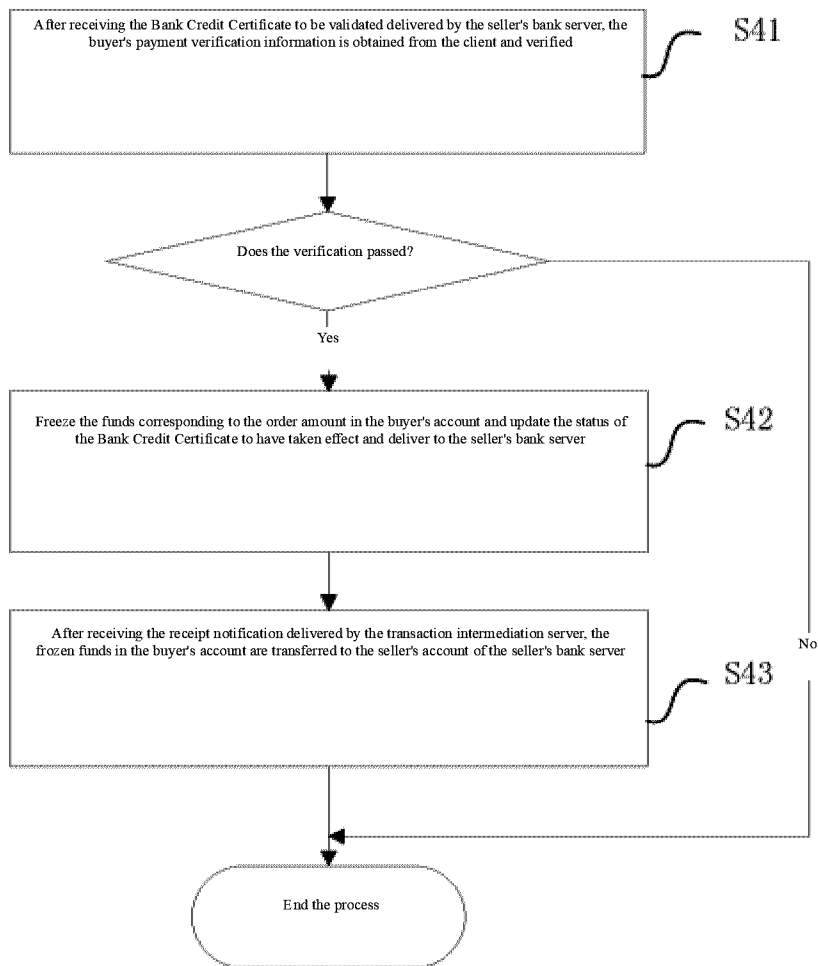 After receiving the Bank Credit Certificate to be validated delivered by the seller's bank server, the
buyer's payment verification information is obtained from the client and verified
S41
Does the verification passed?
Yes
Freeze the funds corresponding to the order amount in the buyer's account and update the status of
the Bank Credit Certificate to have taken effect and deliver to the seller's bank server
S42
After receiving the receipt notification delivered by the transaction intermediation server, the
frozen funds in the buyer's account are transferred to the seller's account of the seller's bank server
No
S43
End the process